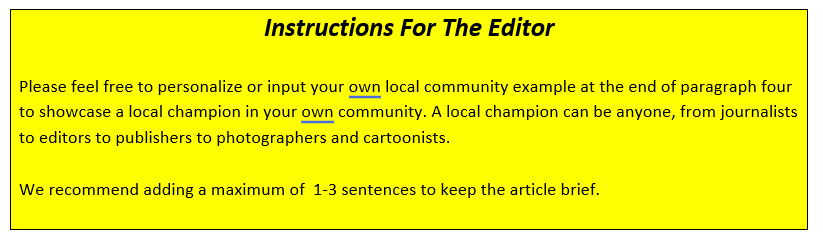 Instructions For The Editor
Please feel free to personalize or input your own local community example at the end of paragraph four
to showcase a local champion in your own community. A local champion can be anyone, from journalists
to editors to publishers to photographers and cartoonists.
We recommend adding a maximum of  1-3 sentences to keep the article brief.